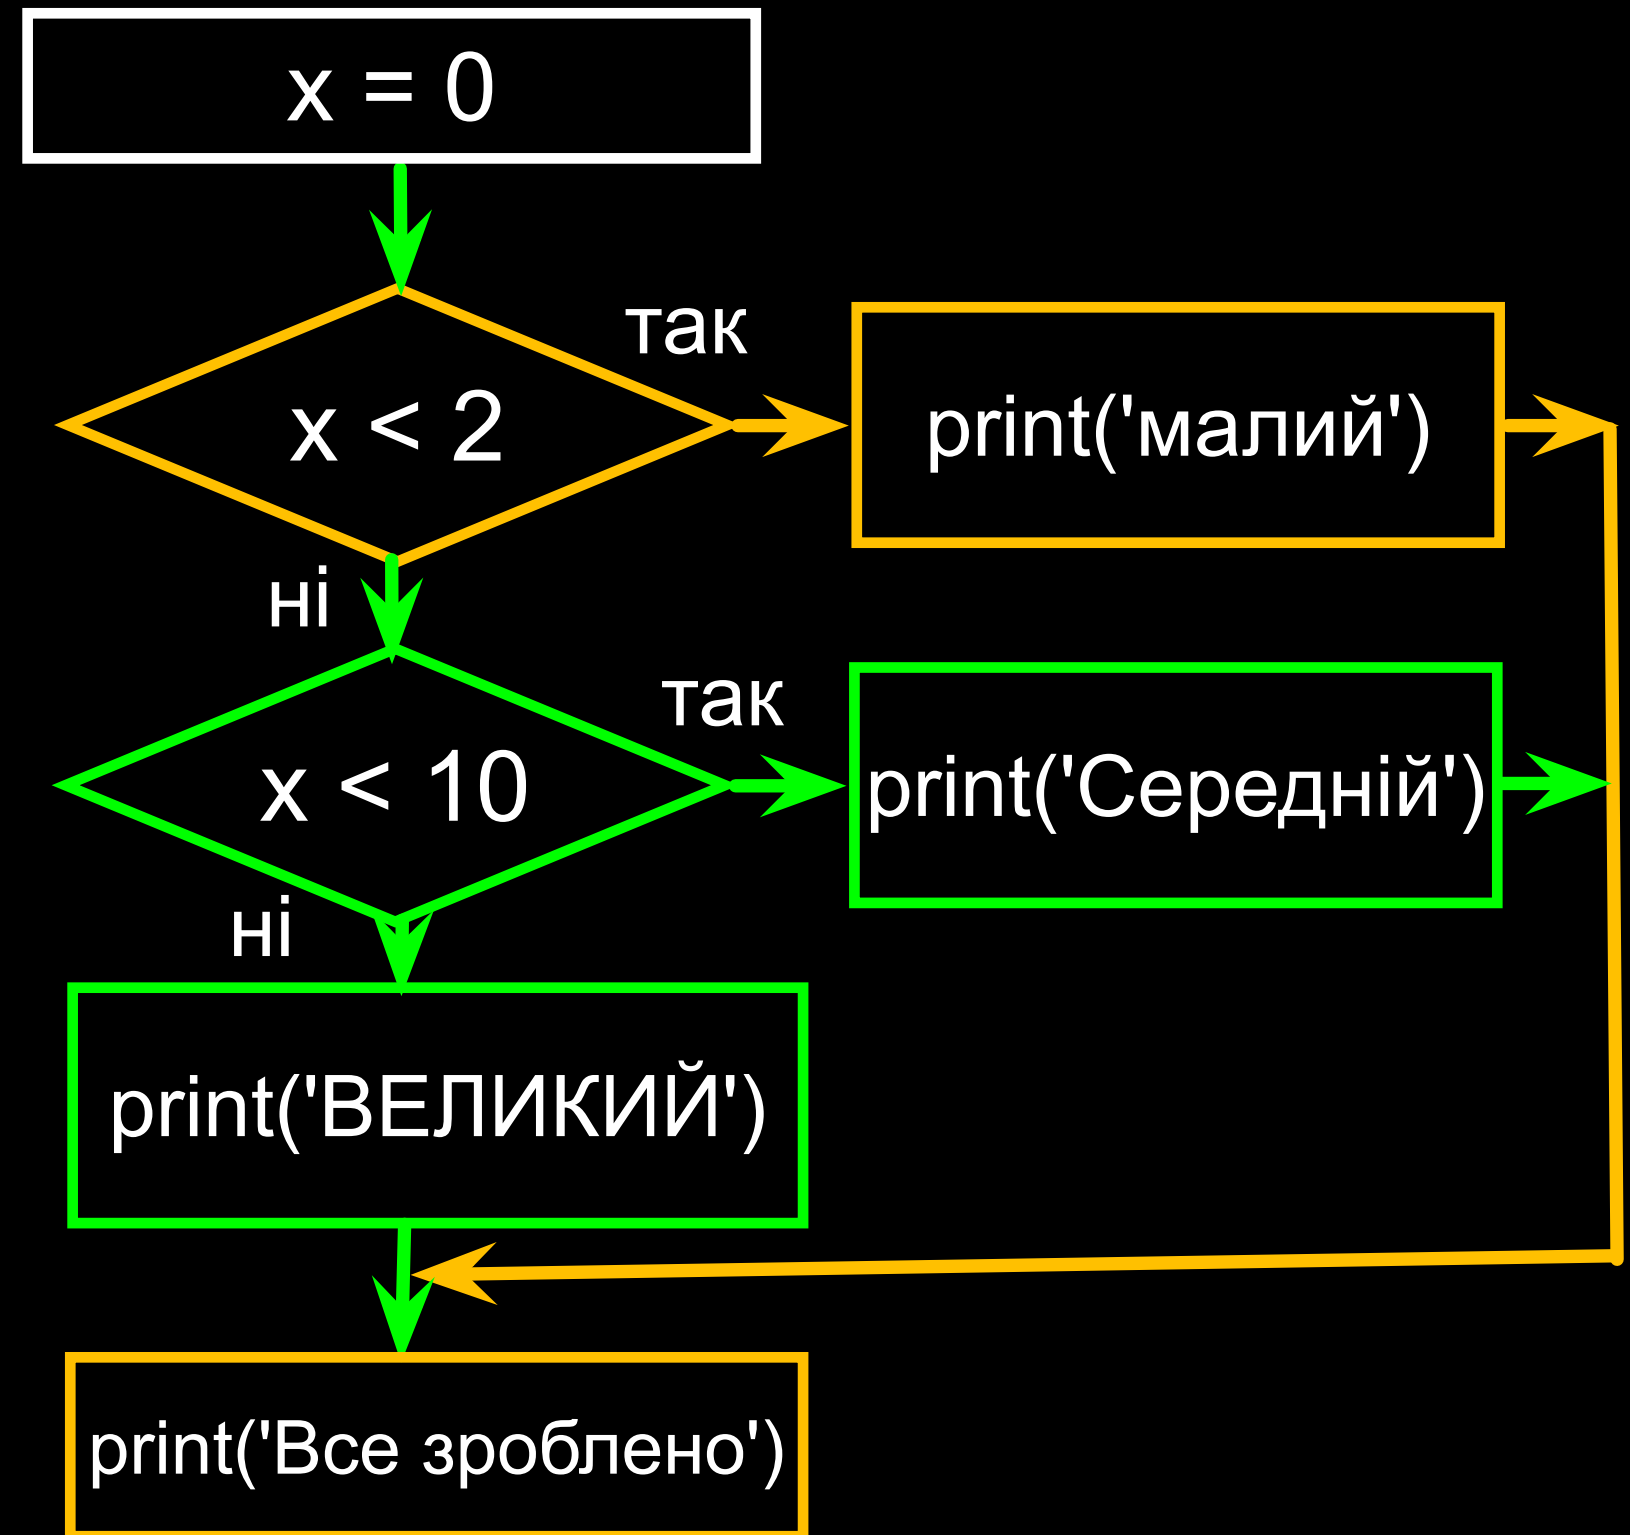 x = 0
так
x < 2
print('малий')
ні
так
x < 10
print('Середній')
ні
print('ВЕЛИКИЙ')
print('Все зроблено')